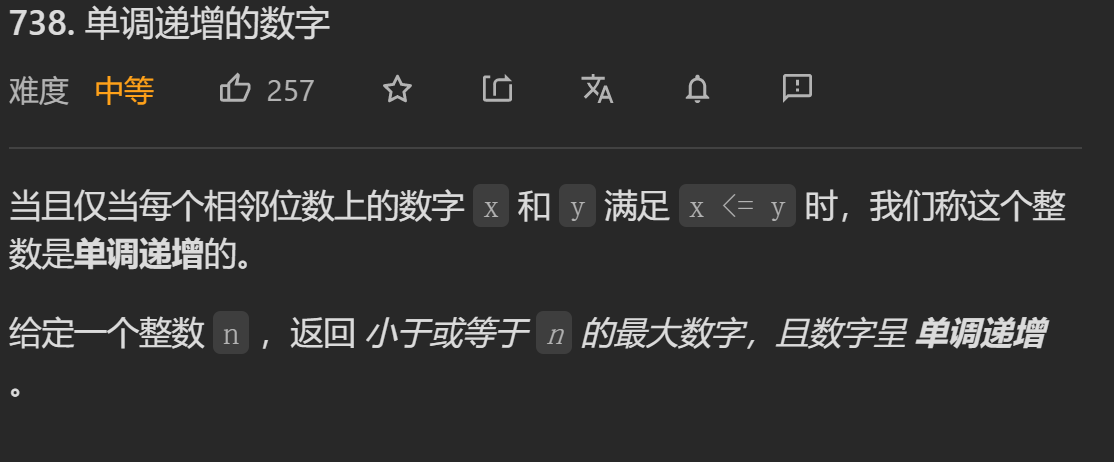 738. 单调递增的数字
难度 中等 257
当且仅当每个相邻位数上的数字 x 和 y 满足 x <= y 时，我们称这个整
数是单调递增的。
给定一个整数 n ，返回 小于或等于 n 的最大数字，且数字呈 单调递增
。